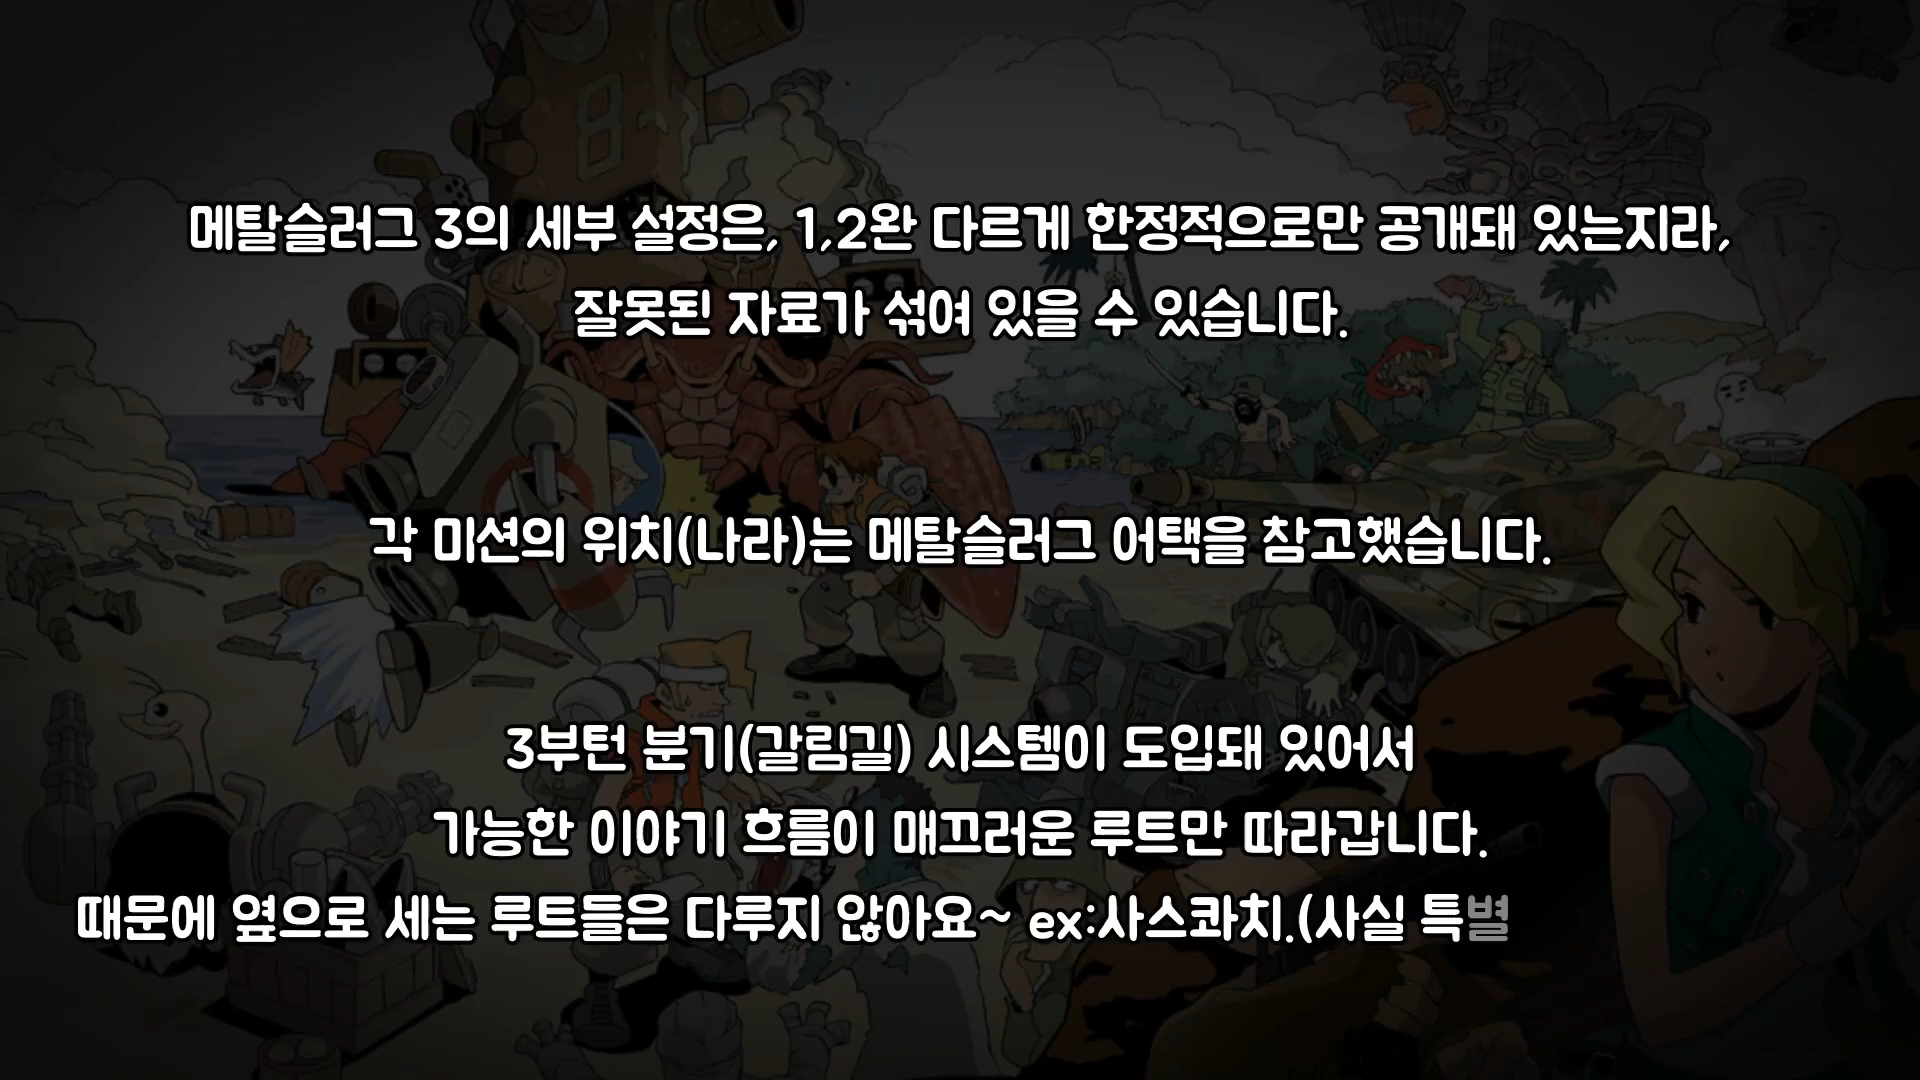 메탈슬러그 3의 세부 설정은, 1,2완 다르게 한정적으로만 공개돼 있는지라,
잘못된 자료가 섞여 있을 수 있습니다.
각 미션의 위치(나라)는 메탈슬러그 어택을 참고했습니다.
3부턴 분기(갈림길) 시스템이 도입돼 있어서
가능한 이야기 흐름이 매끄러운 루트만 따라갑니다.
때문에 옆으로 세는 루트들은 다루지 않아요~ ex:사스콰치.(사실 특별